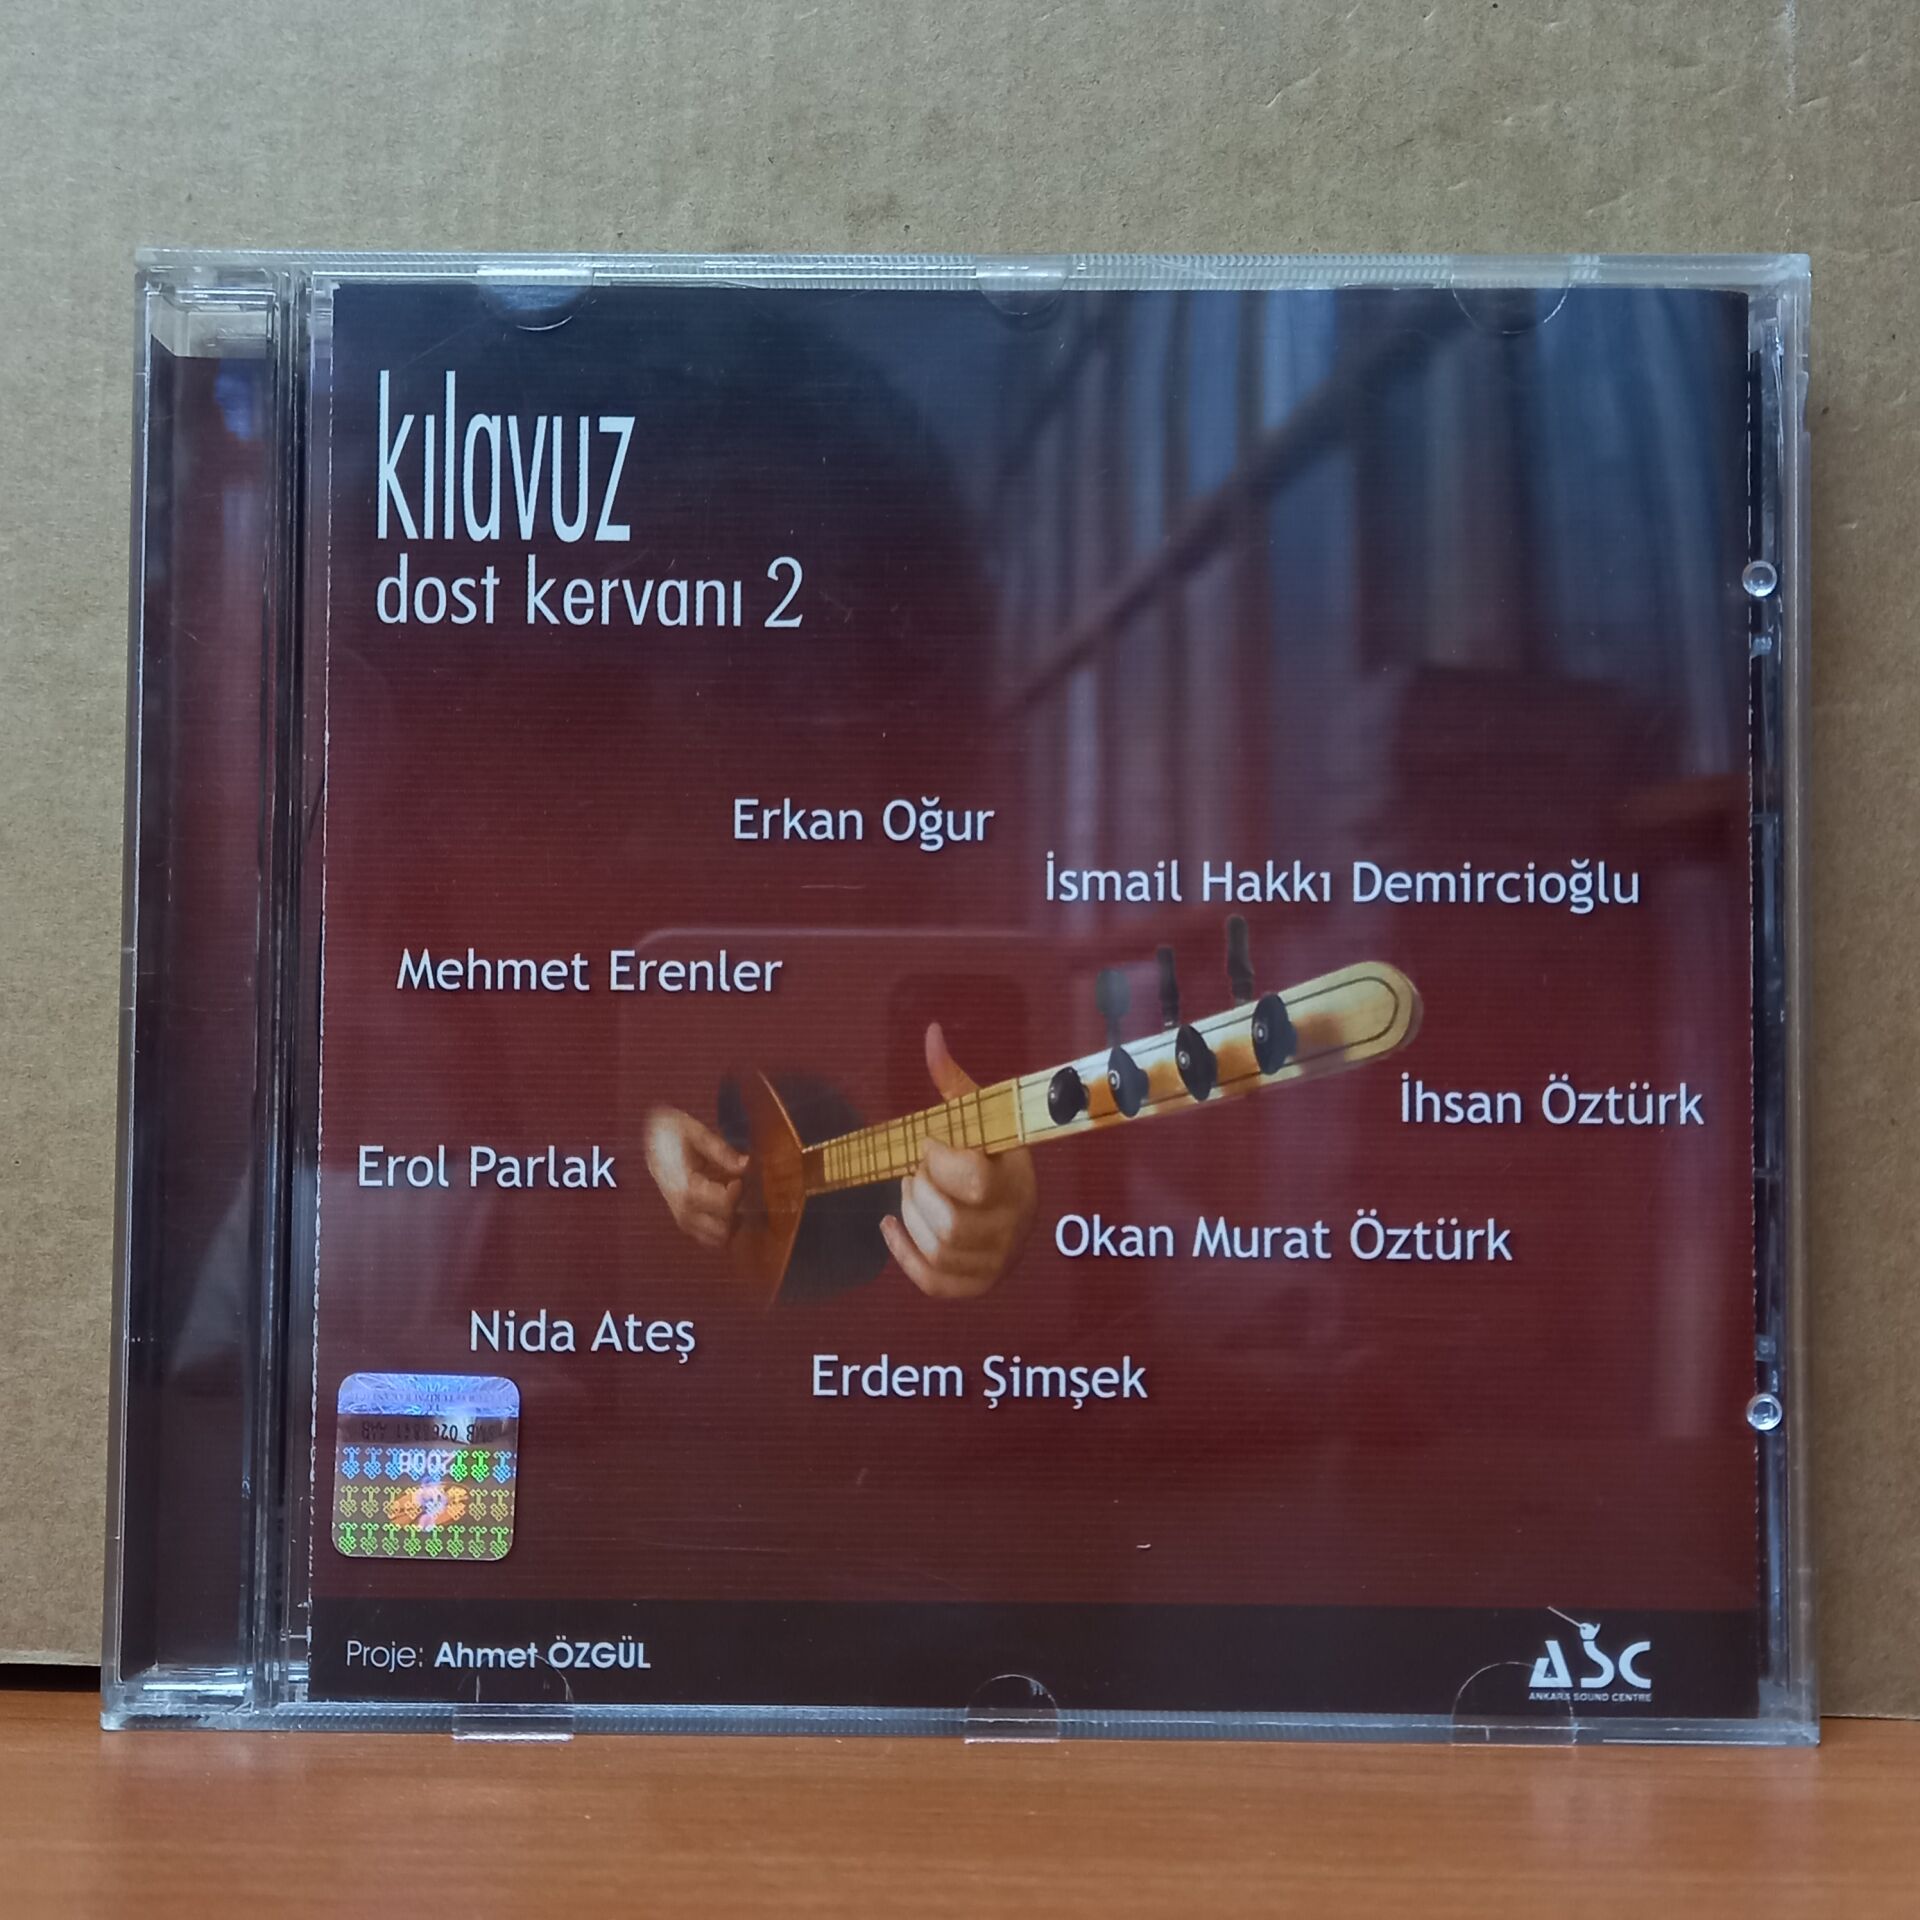 kılavuz
dost kervanı 2
Erkan Oğur
İsmail Hakkı Demircioğlu
Mehmet Erenler
İhsan Öztürk
Erol Parlak
Okan Murat Öztürk
Nida Ateş
Erdem Şimşek
2008
Proje: Ahmet ÖZGÜL
ASC
ANKARA SOUND CENTRE